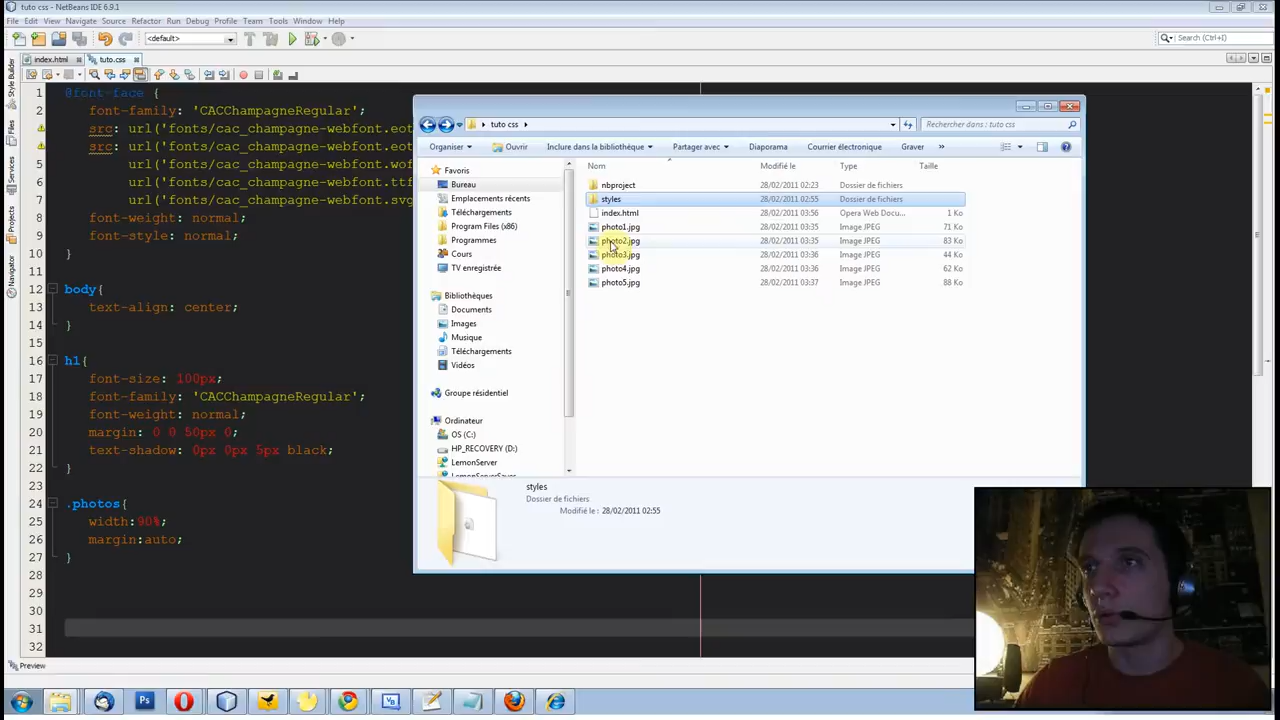 tuto css - NetBeans IDE 6.9.1
File Edit View Navigate Source Refactor Run Debug Profile Team Tools Window Help
<default>
Search (Ctrl+I)
index.html
tuto.css
Style Builder
Files
Services
Projects
Navigator
1 @font-face {
2 font-family: 'CACChampagneRegular';
src: url('fonts/cac_champagne-webfont.eot
src: url('fonts/cac_champagne-webfont.eot
5 url('fonts/cac_champagne-webfont.wof
6 url('fonts/cac_champagne-webfont.ttf
7 url('fonts/cac_champagne-webfont.svg
8 font-weight: normal;
9 font-style: normal;
10 }
11
12 body{
13 text-align: center;
14 }
15
16 h1{
17 font-size: 100px;
18 font-family: 'CACChampagneRegular';
19 font-weight: normal;
20 margin: 0 0 50px 0;
21 text-shadow: 0px 0px 5px black;
22 }
23
24 .photos{
25 width:90%;
26 margin:auto;
27 }
28
29
30
31
32
Preview
tuto css
Rechercher dans : tuto css
Organiser Ouvrir Inclure dans la bibliothèque Partager avec Diaporama Courrier électronique Graver »
Favoris
Bureau
Emplacements récents
Téléchargements
Program Files (x86)
Programmes
Cours
TV enregistrée
Bibliothèques
Documents
Images
Musique
Téléchargements
Vidéos
Groupe résidentiel
Ordinateur
OS (C:)
HP_RECOVERY (D:)
LemonServer
Nom Modifié le Type Taille
nbproject 28/02/2011 02:23 Dossier de fichiers
styles 28/02/2011 02:55 Dossier de fichiers
index.html 28/02/2011 03:56 Opera Web Docu... 1 Ko
photo1.jpg 28/02/2011 03:35 Image JPEG 71 Ko
photo2.jpg 28/02/2011 03:35 Image JPEG 83 Ko
photo3.jpg 28/02/2011 03:36 Image JPEG 44 Ko
photo4.jpg 28/02/2011 03:36 Image JPEG 62 Ko
photo5.jpg 28/02/2011 03:37 Image JPEG 88 Ko
styles
Dossier de fichiers
Modifié le : 28/02/2011 02:55